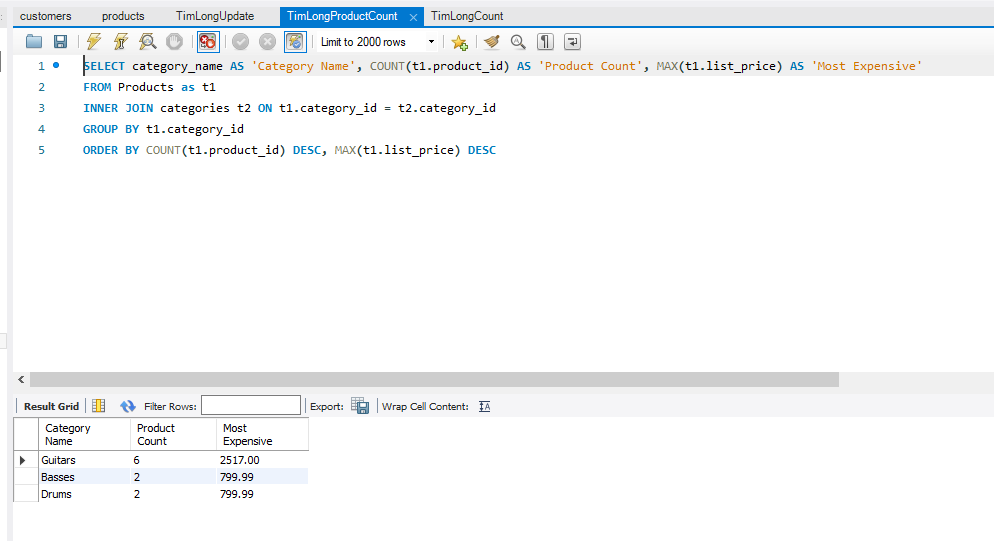 customers products TimLongUpdate TimLongProductCount TimLongCount
Limit to 2000 rows
1 SELECT category_name AS 'Category Name', COUNT(t1.product_id) AS 'Product Count', MAX(t1.list_price) AS 'Most Expensive'
2 FROM Products as t1
3 INNER JOIN categories t2 ON t1.category_id = t2.category_id
4 GROUP BY t1.category_id
5 ORDER BY COUNT(t1.product_id) DESC, MAX(t1.list_price) DESC
Result Grid Filter Rows: Export: Wrap Cell Content:
Category Product Most
Name Count Expensive
Guitars 6 2517.00
Basses 2 799.99
Drums 2 799.99